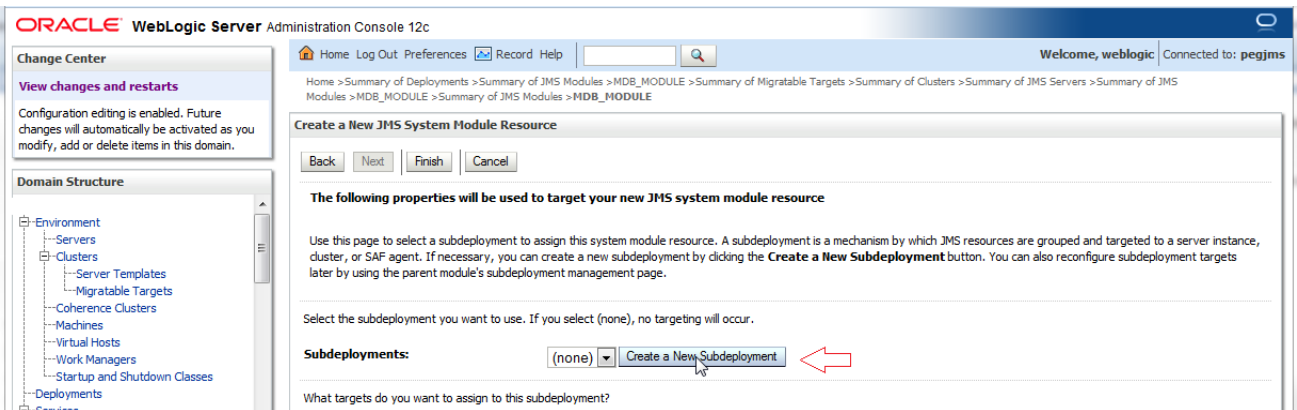 ORACLE WebLogic Server Administration Console 12c
Change Center
View changes and restarts
Configuration editing is enabled. Future
changes will automatically be activated as you
modify, add or delete items in this domain.
Domain Structure
Environment
Servers
Clusters
Server Templates
Migratable Targets
Coherence Clusters
Machines
Virtual Hosts
Work Managers
Startup and Shutdown Classes
Deployments
Services
Home Log Out Preferences Record Help
Welcome, weblogic Connected to: pegjms
Home >Summary of Deployments >Summary of JMS Modules >MDB_MODULE >Summary of Migratable Targets >Summary of Clusters >Summary of JMS Servers >Summary of JMS
Modules >MDB_MODULE >Summary of JMS Modules >MDB_MODULE
Create a New JMS System Module Resource
Back Next Finish Cancel
The following properties will be used to target your new JMS system module resource
Use this page to select a subdeployment to assign this system module resource. A subdeployment is a mechanism by which JMS resources are grouped and targeted to a server instance,
cluster, or SAF agent. If necessary, you can create a new subdeployment by clicking the Create a New Subdeployment button. You can also reconfigure subdeployment targets
later by using the parent module's subdeployment management page.
Select the subdeployment you want to use. If you select (none), no targeting will occur.
Subdeployments: (none) Create a New Subdeployment
What targets do you want to assign to this subdeployment?